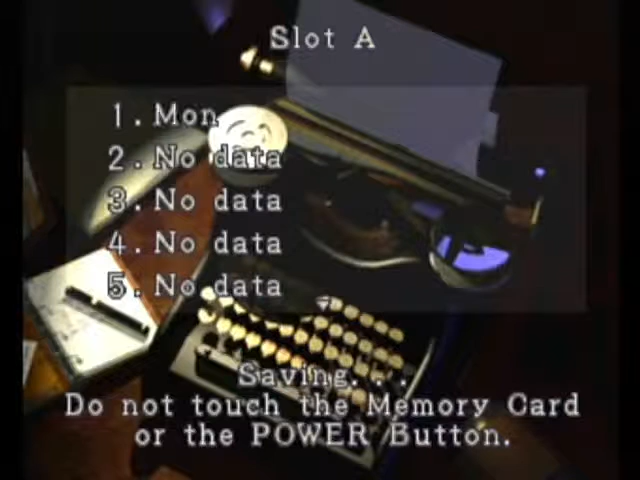 Slot A
1. Mon
2. No data
3. No data
4. No data
5. No data
Saving...
Do not touch the Memory Card
or the POWER Button.